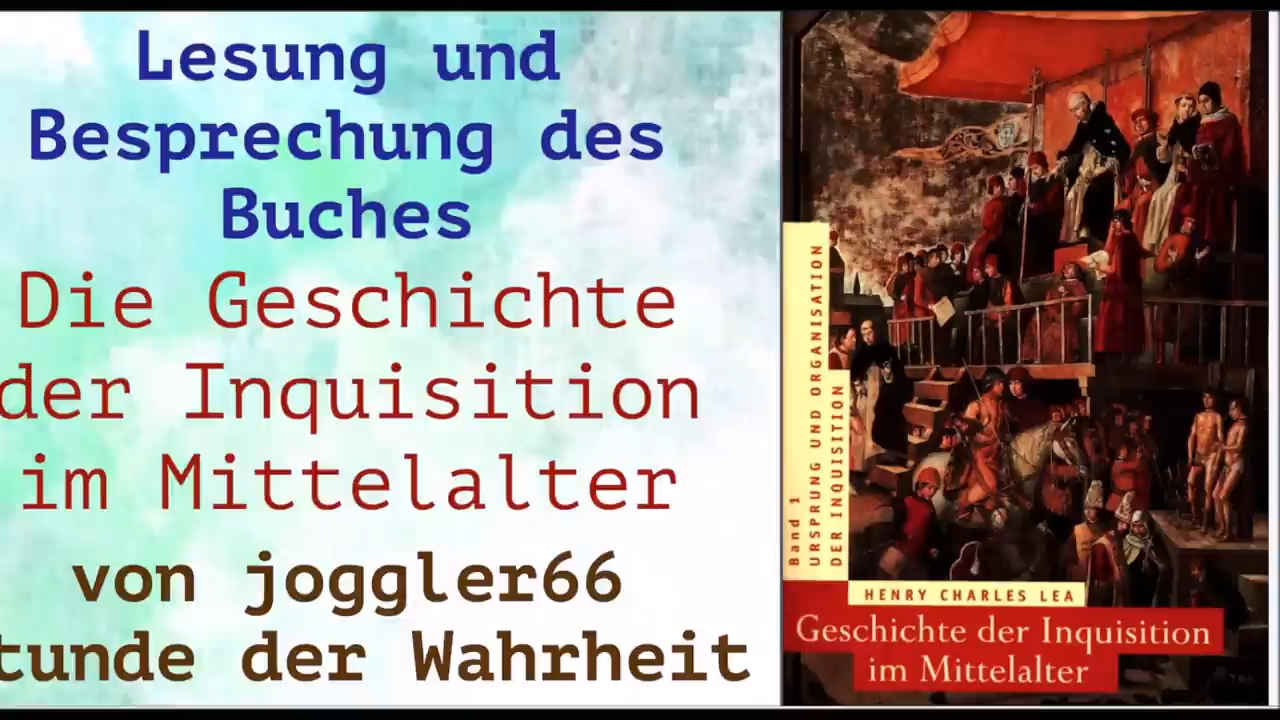 Lesung und
Besprechung des
Buches
Die Geschichte
der Inquisition
im Mittelalter
von joggler66
tunde der Wahrheit
Band 1
URSPRUNG UND ORGANISATION
DER INQUISITION
HENRY CHARLES LEA
Geschichte der Inquisition
im Mittelalter